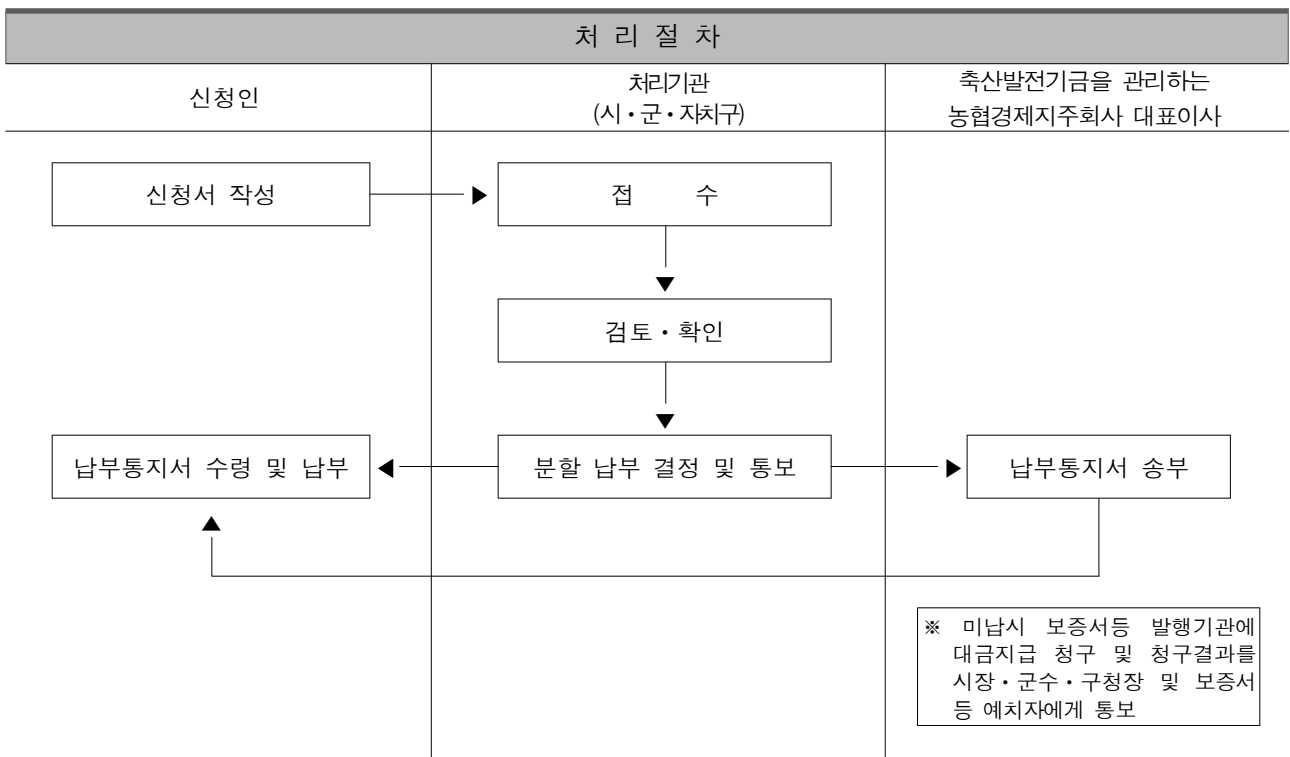 처 리 절 차
신청인
처리기관
(시・군・자치구)
축산발전기금을 관리하는
농협경제지주회사 대표이사
신청서 작성
접 수
검토・확인
납부통지서 수령 및 납부
분할 납부 결정 및 통보
납부통지서 송부
※ 미납시 보증서등 발행기관에
대금지급 청구 및 청구결과를
시장・군수・구청장 및 보증서
등 예치자에게 통보